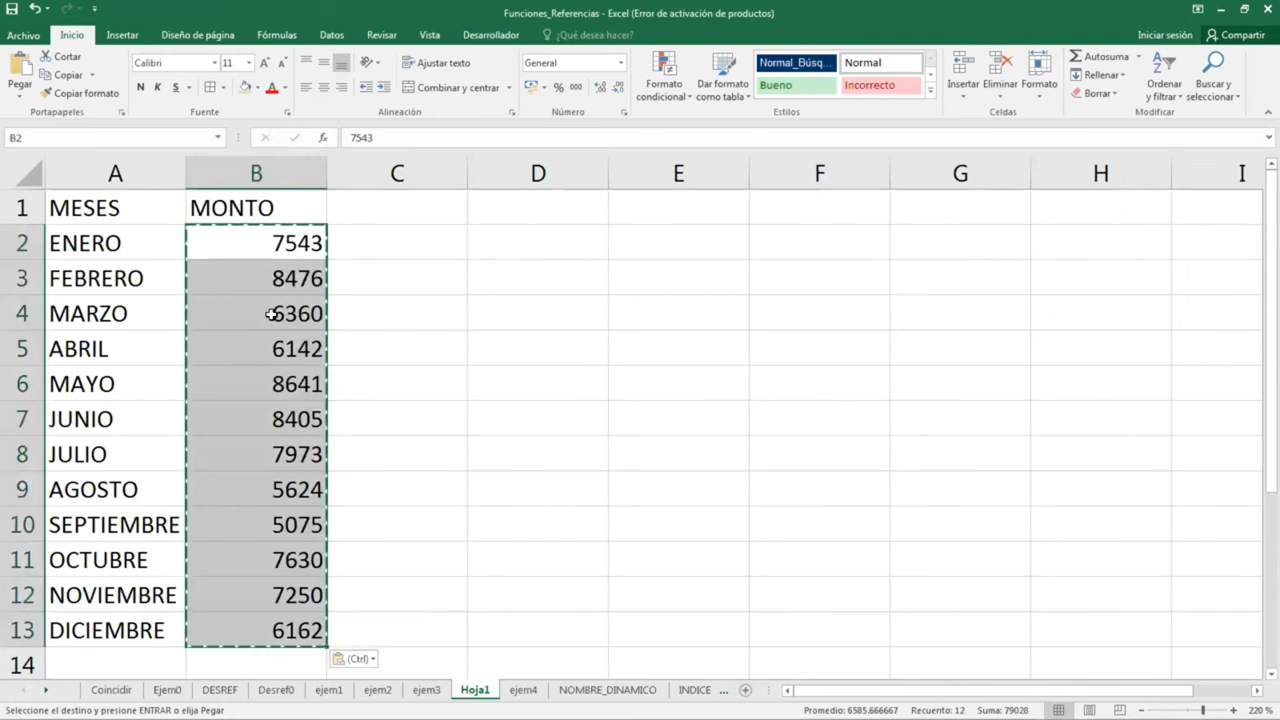 Funciones_Referencias - Excel (Error de activación de productos)
Archivo Inicio Insertar Diseño de página Fórmulas Datos Revisar Vista Desarrollador ¿Qué desea hacer? Iniciar sesión Compartir
Pegar
Cortar
Copiar
Copiar formato
Portapapeles
Calibri 11
N K S
Fuente
Ajustar texto
Combinar y centrar
Alineación
General
% 000
Número
Formato condicional
Dar formato como tabla
Normal_Búsq... Normal
Bueno Incorrecto
Estilos
Insertar Eliminar Formato
Celdas
Autosuma
Rellenar
Borrar
Ordenar y filtrar
Buscar y seleccionar
Modificar
B2 fx 7543
A B C D E F G H I
1 MESES MONTO
2 ENERO 7543
3 FEBRERO 8476
4 MARZO 6360
5 ABRIL 6142
6 MAYO 8641
7 JUNIO 8405
8 JULIO 7973
9 AGOSTO 5624
10 SEPTIEMBRE 5075
11 OCTUBRE 7630
12 NOVIEMBRE 7250
13 DICIEMBRE 6162
14
(Ctrl)
... Coincidir Ejem0 DESREF Desref0 ejem1 ejem2 ejem3 Hoja1 ejem4 NOMBRE_DINAMICO INDICE ...
Seleccione el destino y presione ENTRAR o elija Pegar Promedio: 6585.666667 Recuento: 12 Suma: 79028 220 %